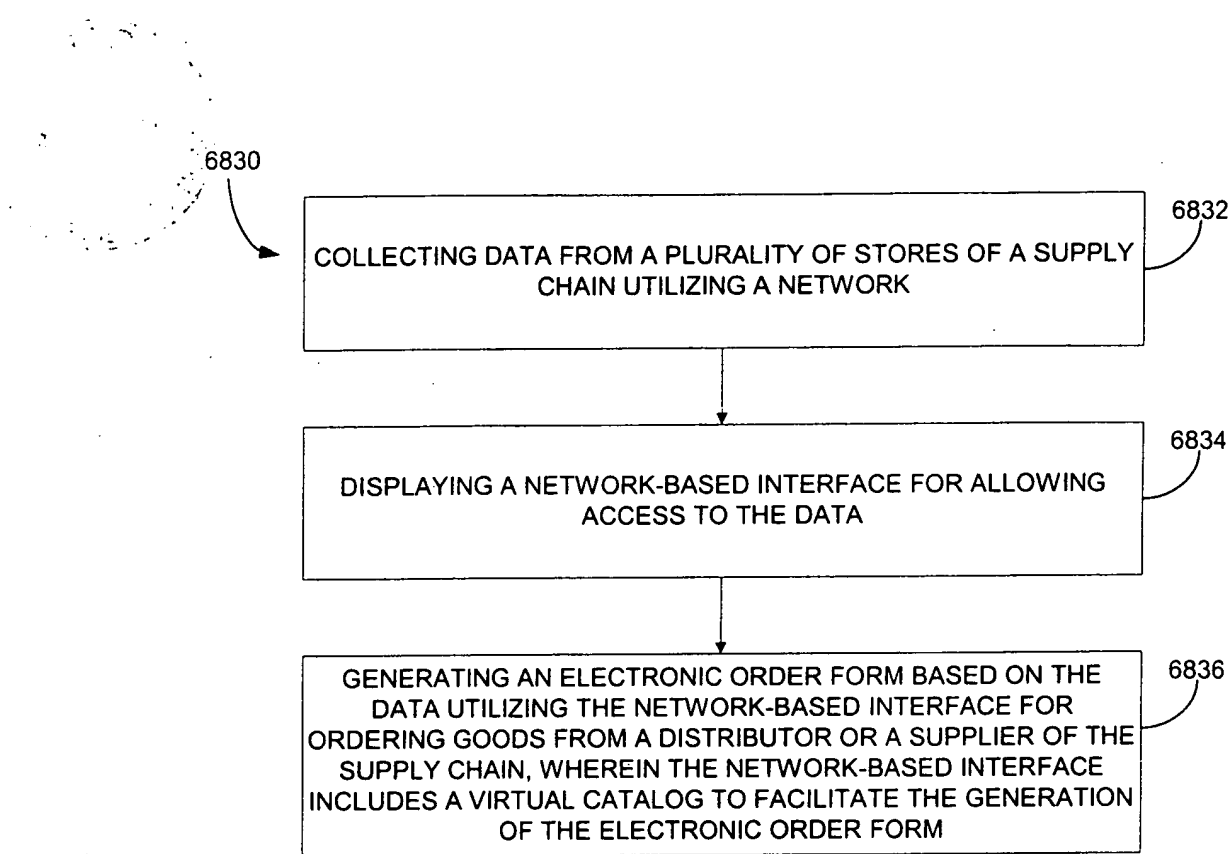 6830
6832
COLLECTING DATA FROM A PLURALITY OF STORES OF A SUPPLY
CHAIN UTILIZING A NETWORK
6834
DISPLAYING A NETWORK-BASED INTERFACE FOR ALLOWING
ACCESS TO THE DATA
6836
GENERATING AN ELECTRONIC ORDER FORM BASED ON THE
DATA UTILIZING THE NETWORK-BASED INTERFACE FOR
ORDERING GOODS FROM A DISTRIBUTOR OR A SUPPLIER OF THE
SUPPLY CHAIN, WHEREIN THE NETWORK-BASED INTERFACE
INCLUDES A VIRTUAL CATALOG TO FACILITATE THE GENERATION
OF THE ELECTRONIC ORDER FORM